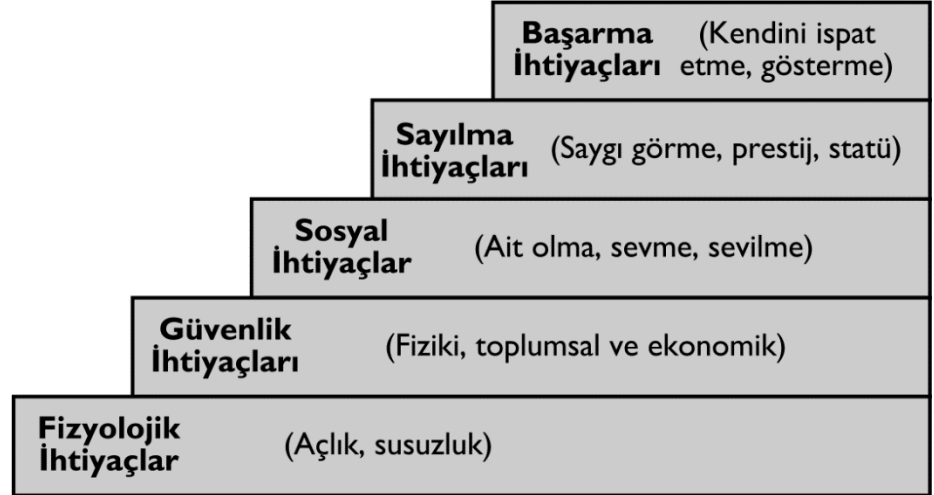 Başarma (Kendini ispat
İhtiyaçları etme, gösterme)
Sayılma
İhtiyaçları (Saygı görme, prestij, statü)
Sosyal
İhtiyaçlar (Ait olma, sevme, sevilme)
Güvenlik
İhtiyaçları (Fiziki, toplumsal ve ekonomik)
Fizyolojik
İhtiyaçlar (Açlık, susuzluk)